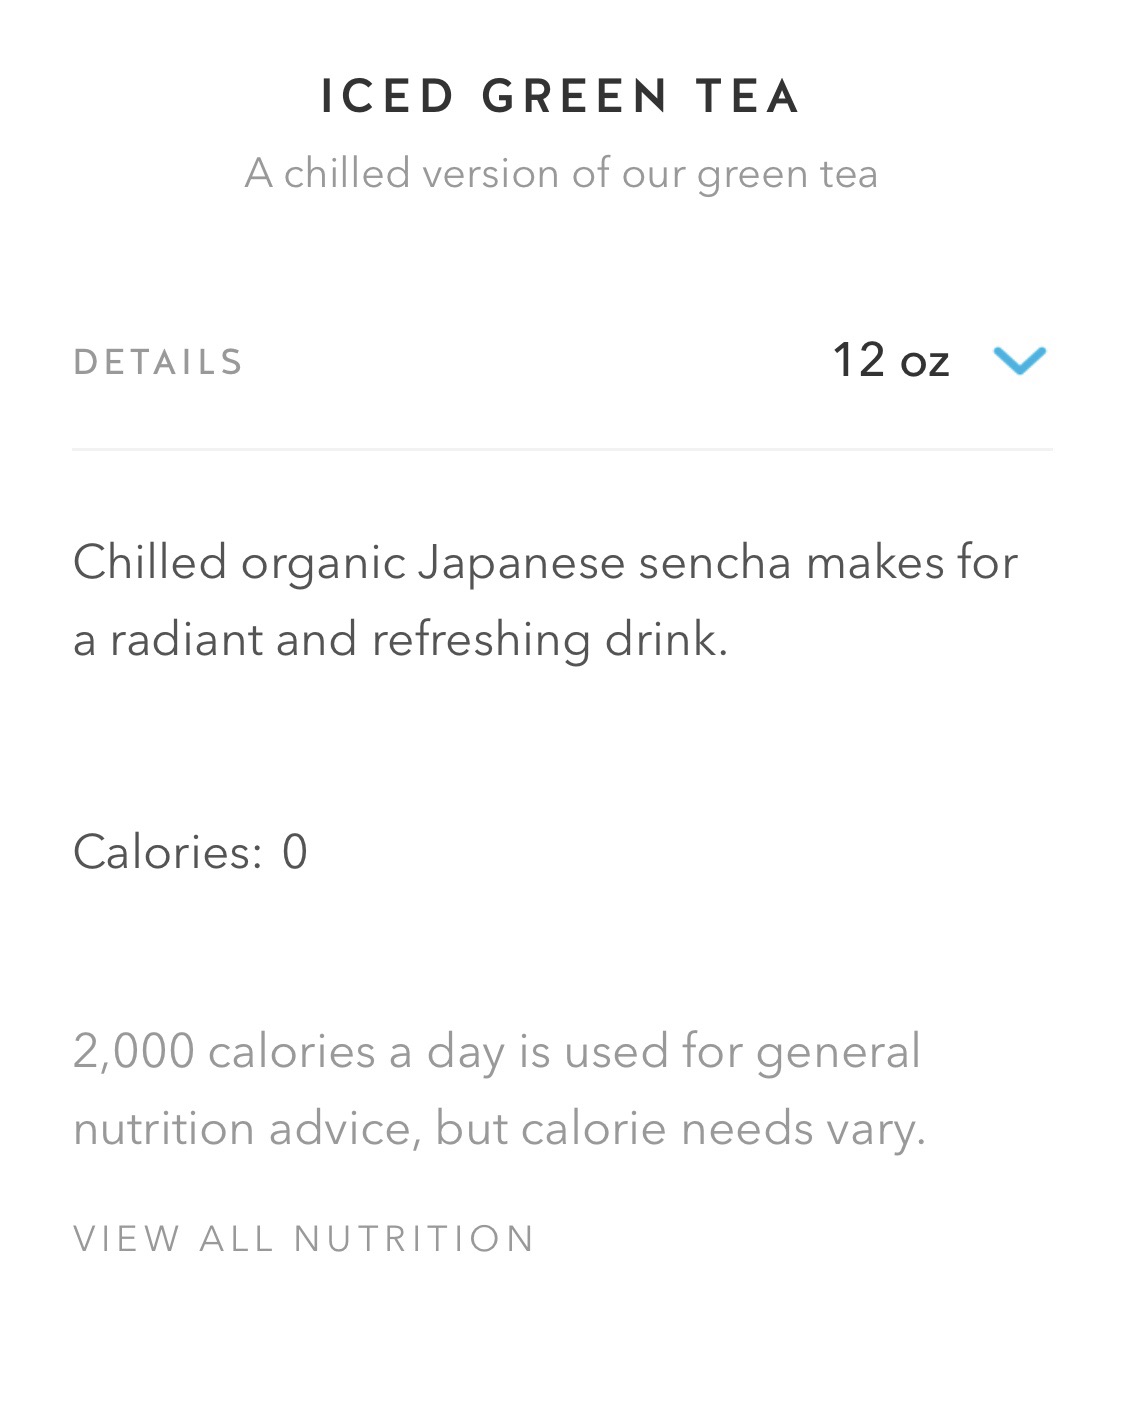 ICED GREEN TEA
A chilled version of our green tea
DETAILS 12 oz
Chilled organic Japanese sencha makes for
a radiant and refreshing drink.
Calories: 0
2,000 calories a day is used for general
nutrition advice, but calorie needs vary.
VIEW ALL NUTRITION